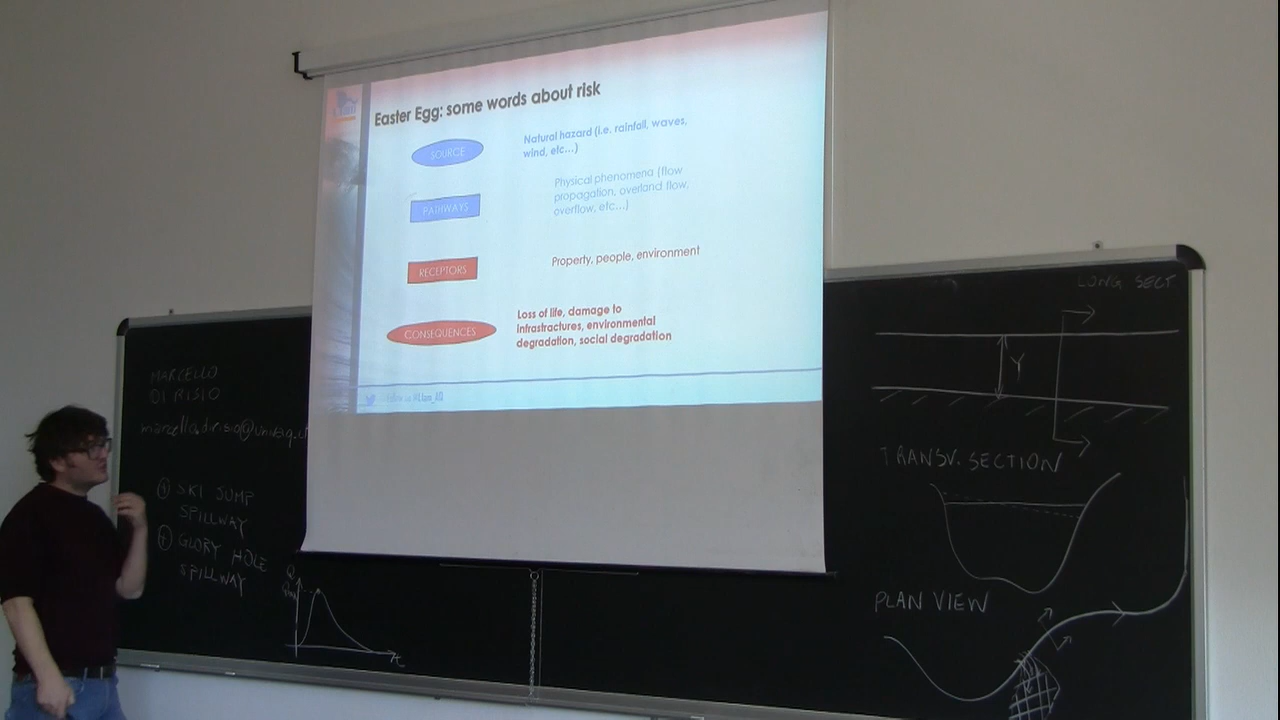 Easter Egg: some words about risk
SOURCE
Natural hazard (i.e. rainfall, waves,
wind, etc...)
PATHWAYS
Physical phenomena (flow
propagation, overland flow,
overflow, etc...)
RECEPTORS
Property, people, environment
CONSEQUENCES
Loss of life, damage to
infrastractures, environmental
degradation, social degradation
MARCELLO
DI RISIO
① SKI JUMP
SPILLWAY
② GLORY HOLE
SPILLWAY
Q
t
LONG SECT
Y
TRANSV. SECTION
PLAN VIEW